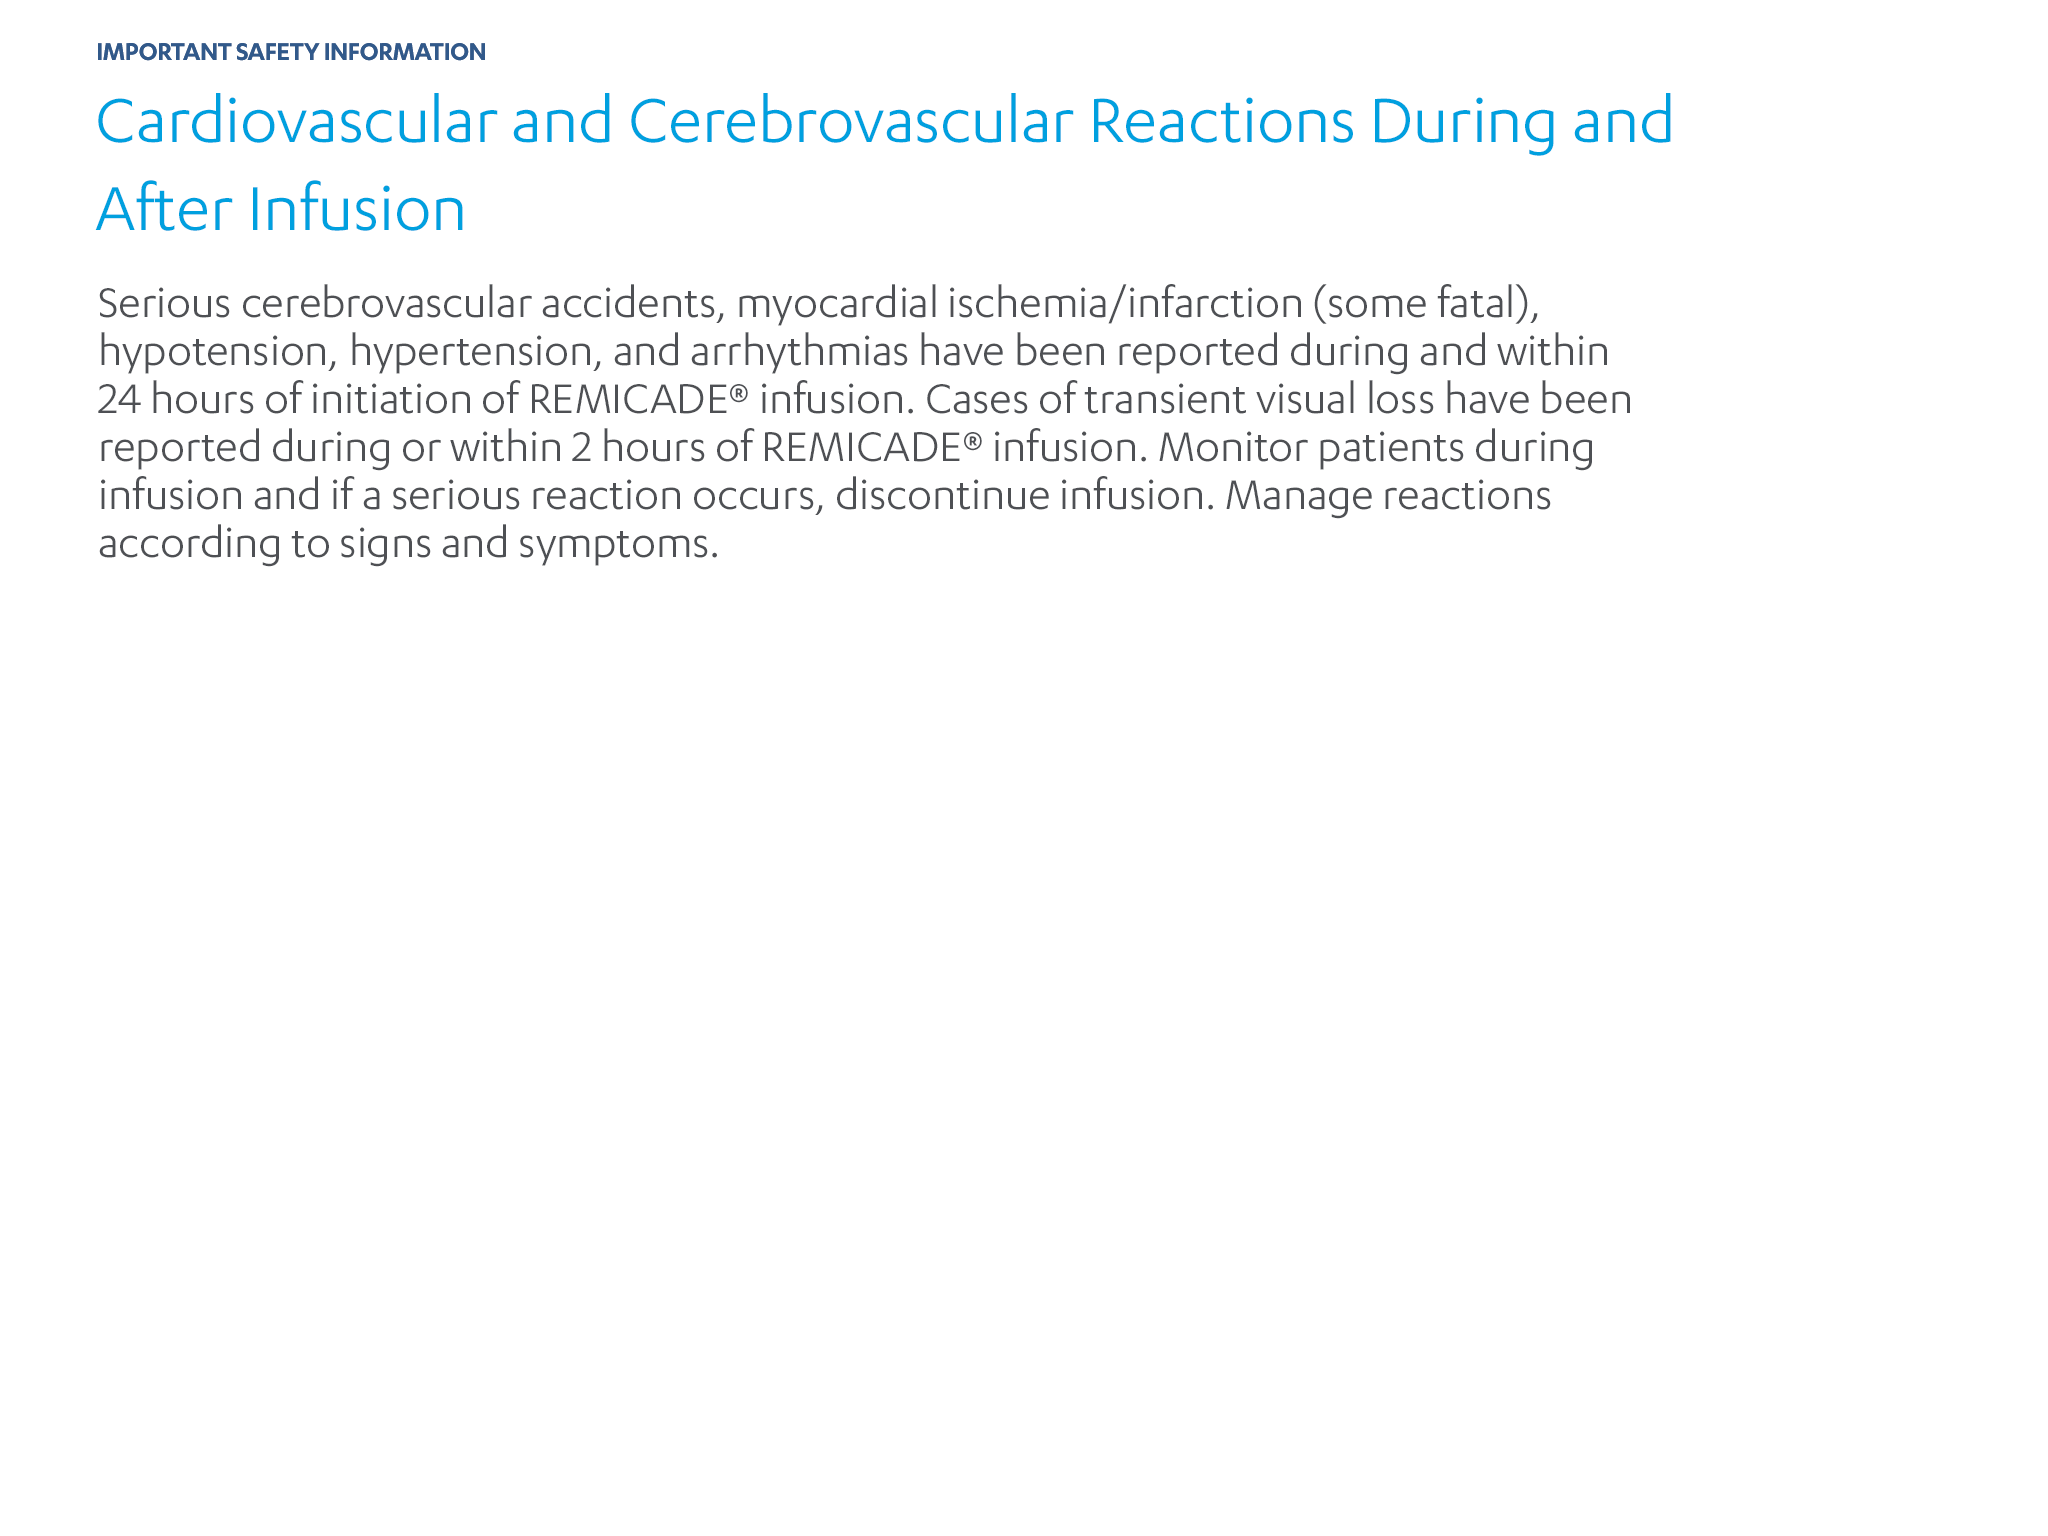 IMPORTANT SAFETY INFORMATION
Cardiovascular and Cerebrovascular Reactions During and
After Infusion
Serious cerebrovascular accidents, myocardial ischemia/infarction (some fatal),
hypotension, hypertension, and arrhythmias have been reported during and within
24 hours of initiation of REMICADE® infusion. Cases of transient visual loss have been
reported during or within 2 hours of REMICADE® infusion. Monitor patients during
infusion and if a serious reaction occurs, discontinue infusion. Manage reactions
according to signs and symptoms.